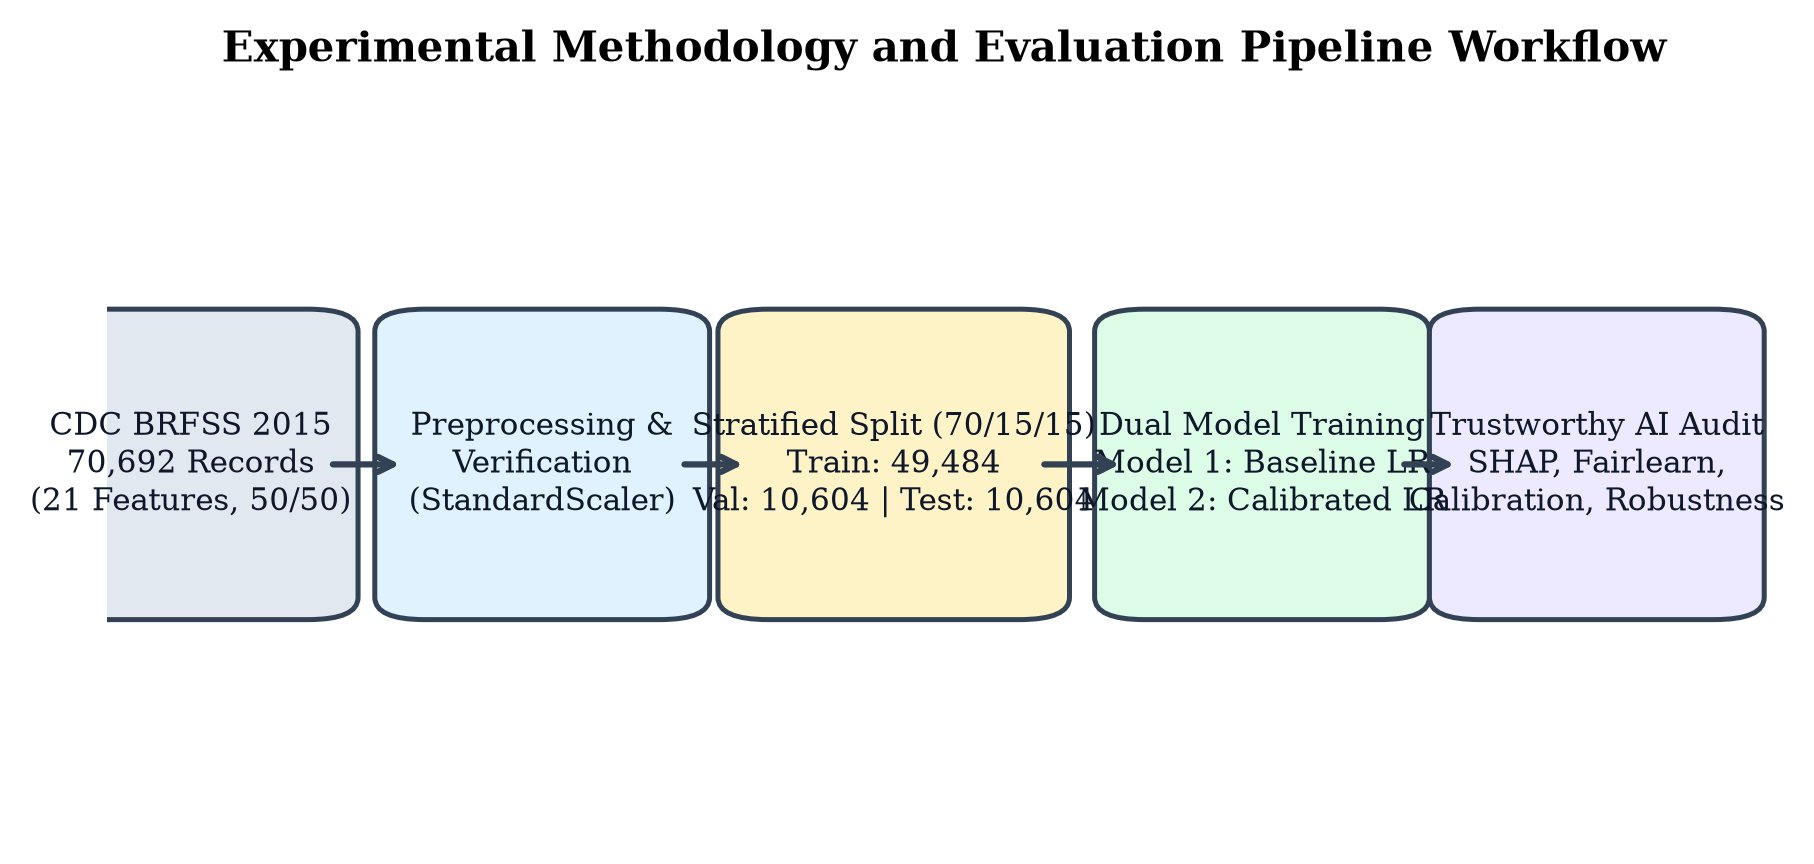 Experimental Methodology and Evaluation Pipeline Workflow
CDC BRFSS 2015
70,692 Records
(21 Features, 50/50)
Preprocessing &
Verification
(StandardScaler)
Stratified Split (70/15/15)
Train: 49,484
Val: 10,604 | Test: 10,604
Dual Model Training
Model 1: Baseline LR
Model 2: Calibrated LR
Trustworthy AI Audit
SHAP, Fairlearn,
Calibration, Robustness